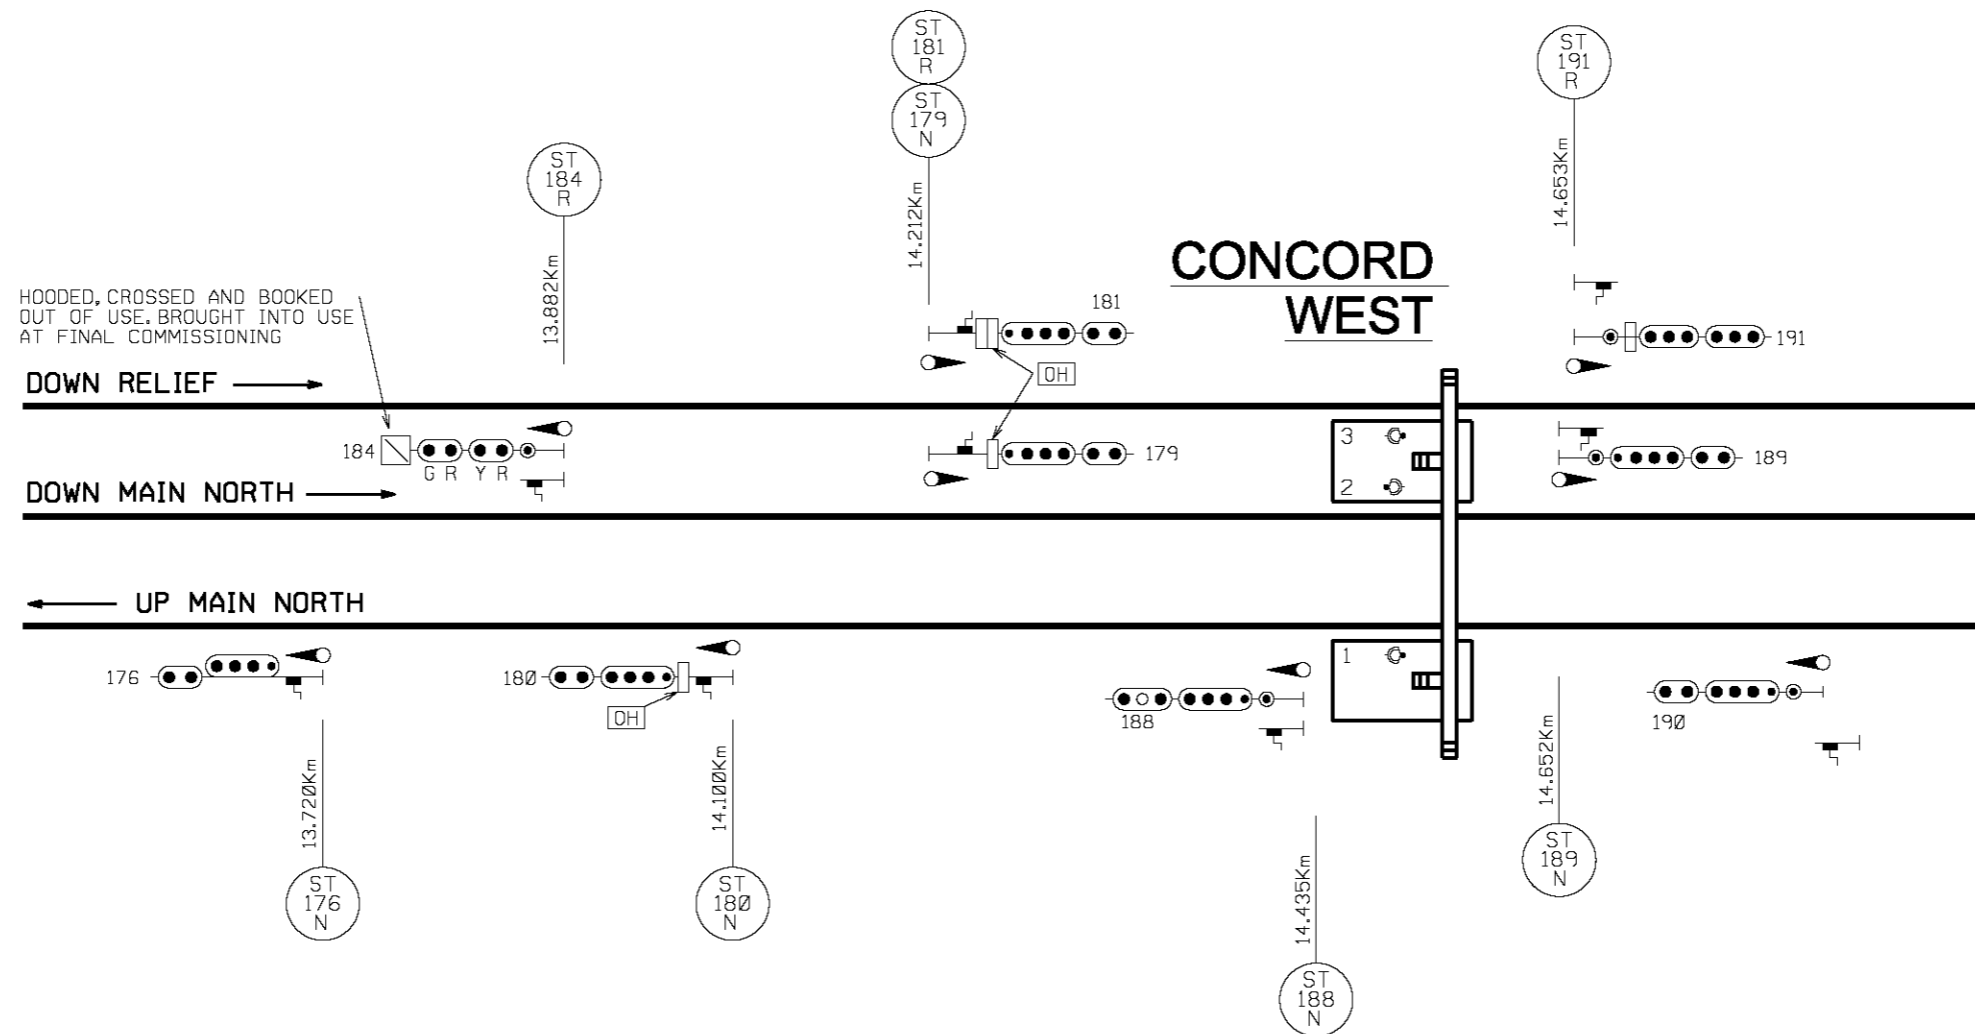 ST
181
R
ST
179
N
ST
191
R
ST
184
R
14.212Km
14.653Km
13.882Km
CONCORD
WEST
HOODED, CROSSED AND BOOKED
OUT OF USE. BROUGHT INTO USE
AT FINAL COMMISSIONING
181
191
OH
DOWN RELIEF
184
G R Y R
179
3
2
189
DOWN MAIN NORTH
UP MAIN NORTH
176
180
OH
188
1
190
13.720Km
14.100Km
14.435Km
14.652Km
ST
176
N
ST
180
N
ST
189
N
ST
188
N